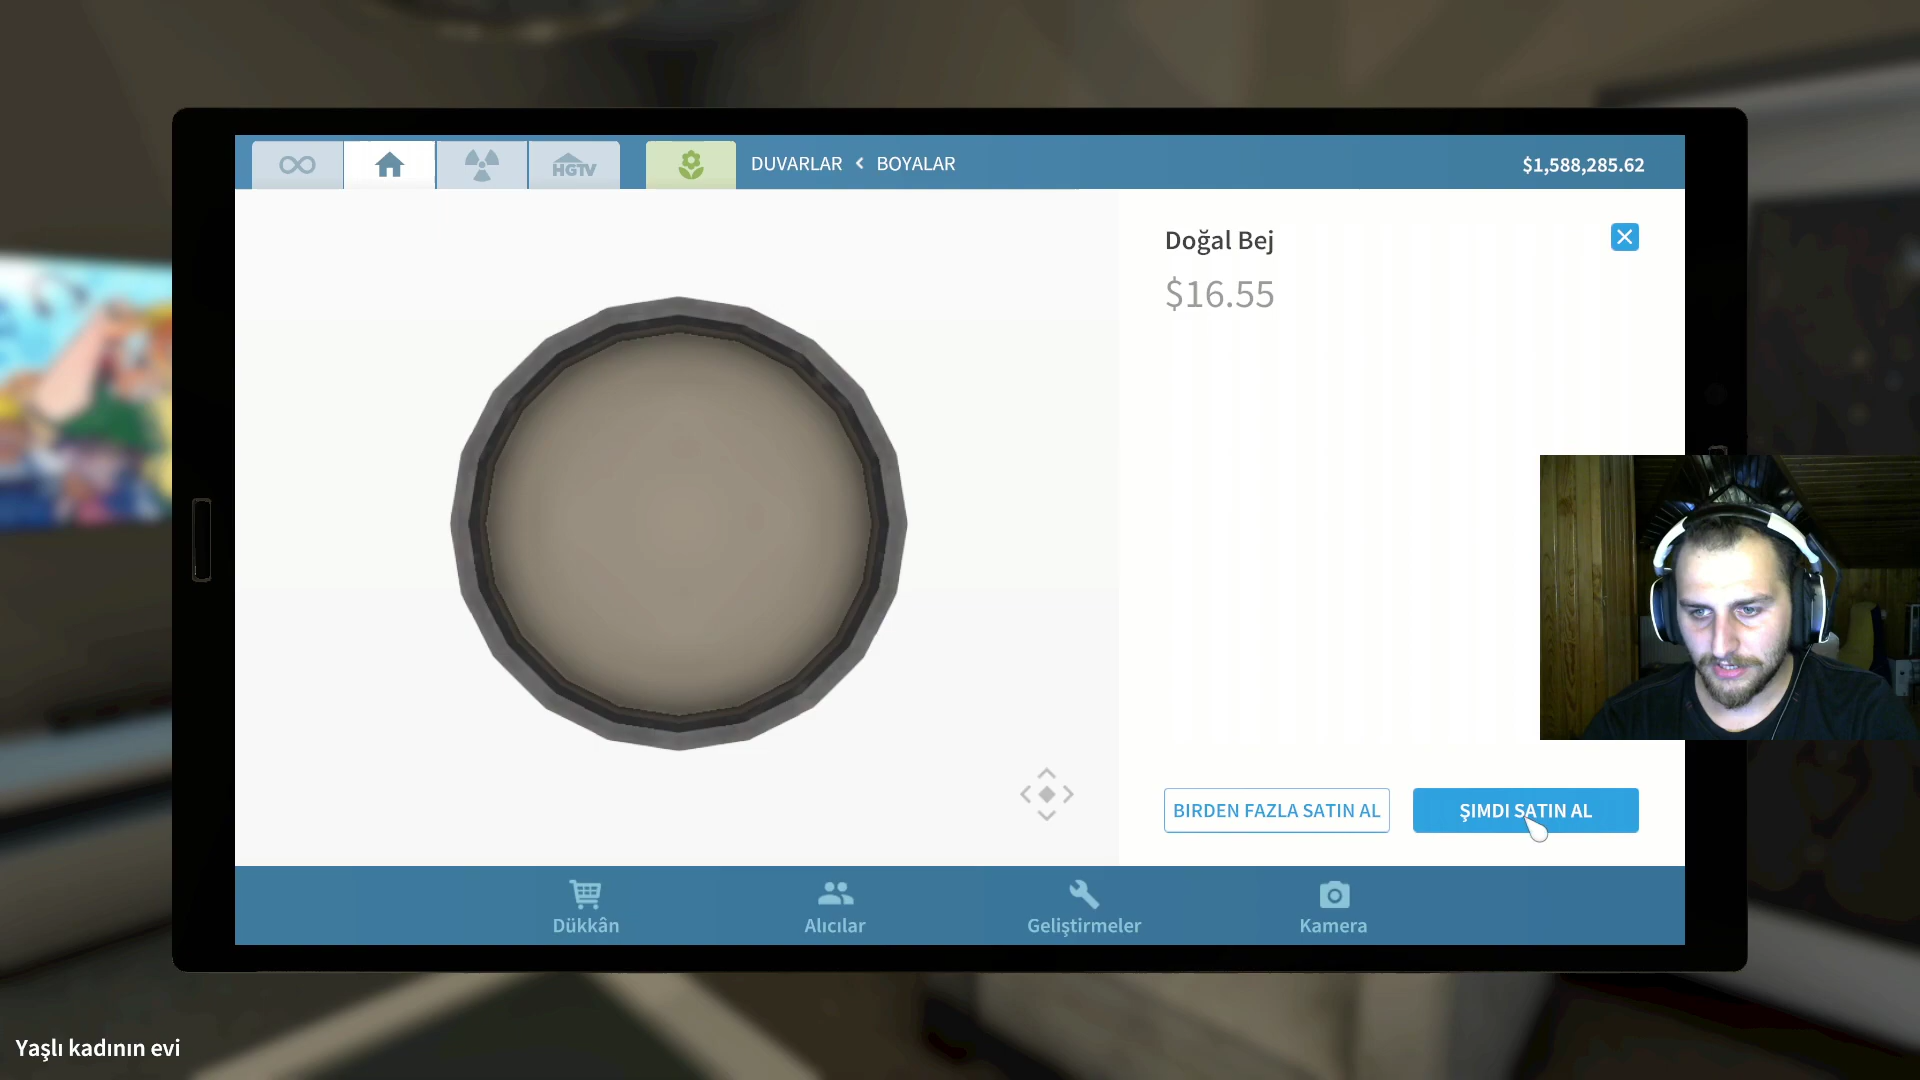 HGTV
DUVARLAR < BOYALAR
$1,588,285.62
Doğal Bej
$16.55
BIRDEN FAZLA SATIN AL
ŞIMDI SATIN AL
Dükkân
Alıcılar
Geliştirmeler
Kamera
Yaşlı kadının evi